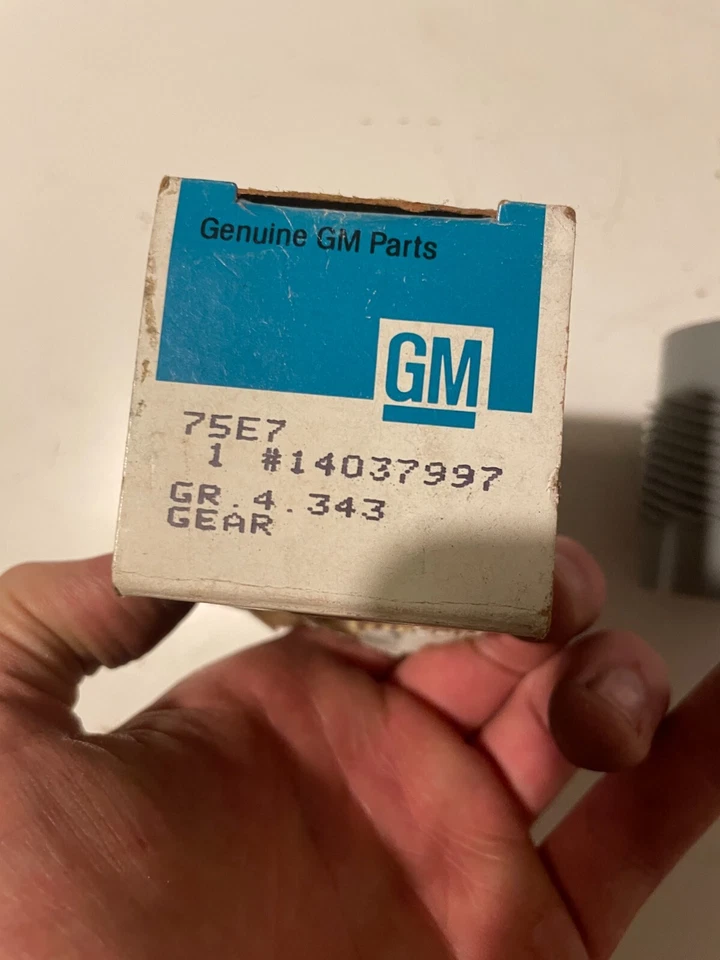 Genuine GM Parts
GM
75E7
1 #14037997
GR.4.343
GEAR